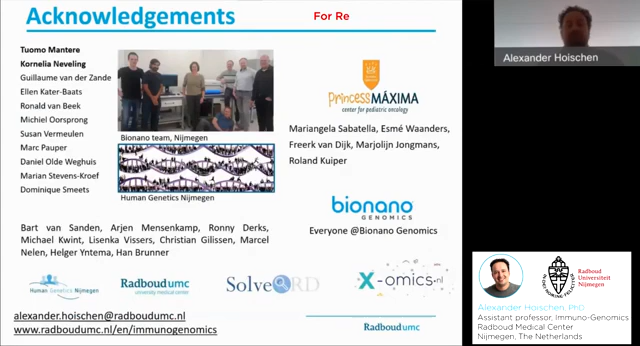 Acknowledgements
For Re
Tuomo Mantere
Kornelia Neveling
Guillaume van der Zande
Ellen Kater-Baats
Ronald van Beek
Michiel Oorsprong
Susan Vermeulen
Marc Pauper
Daniel Olde Weghuis
Marian Stevens-Kroef
Dominique Smeets
Bionano team, Nijmegen
Human Genetics Nijmegen
PRINCESS MÁXIMA
center for pediatric oncology
Mariangela Sabatella, Esmé Waanders,
Freerk van Dijk, Marjolijn Jongmans,
Roland Kuiper
bionano
GENOMICS
Everyone @Bionano Genomics
Bart van Sanden, Arjen Mensenkamp, Ronny Derks,
Michael Kwint, Lisenka Vissers, Christian Gilissen, Marcel
Nelen, Helger Yntema, Han Brunner
Human Genetics Nijmegen
Radboudumc
university medical center
Solve RD
X-omics.nl
alexander.hoischen@radboudumc.nl
www.radboudumc.nl/en/immunogenomics
Radboudumc
Alexander Hoischen
Radboud
Universiteit
Nijmegen
Alexander Hoischen, PhD
Assistant professor, Immuno-Genomics
Radboud Medical Center
Nijmegen, The Netherlands